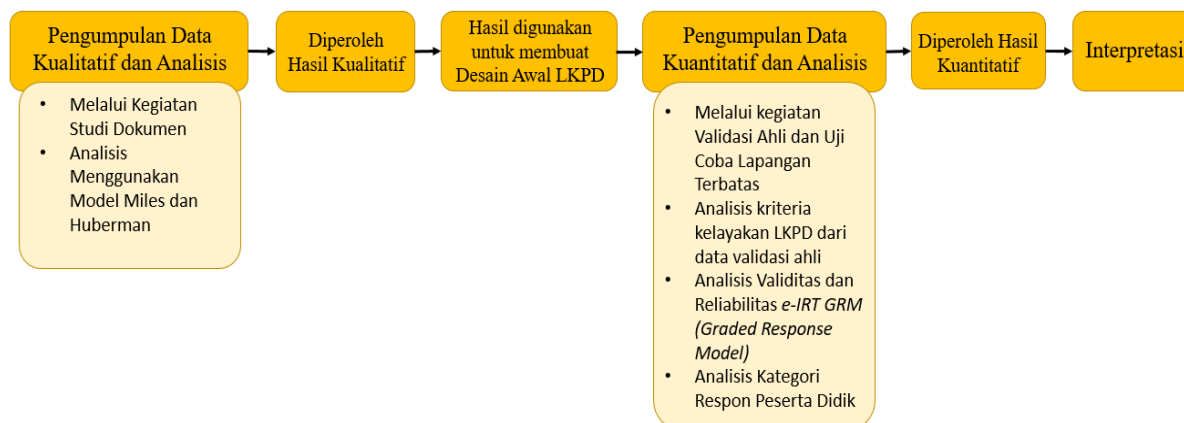 Pengumpulan Data
Kualitatif dan Analisis
• Melalui Kegiatan
Studi Dokumen
• Analisis
Menggunakan
Model Miles dan
Huberman
Diperoleh
Hasil Kualitatif
Hasil digunakan
untuk membuat
Desain Awal LKPD
Pengumpulan Data
Kuantitatif dan Analisis
• Melalui kegiatan
Validasi Ahli dan Uji
Coba Lapangan
Terbatas
• Analisis kriteria
kelayakan LKPD dari
data validasi ahli
• Analisis Validitas dan
Reliabilitas e-IRT GRM
(Graded Response
Model)
• Analisis Kategori
Respon Peserta Didik
Diperoleh Hasil
Kuantitatif
Interpretasi